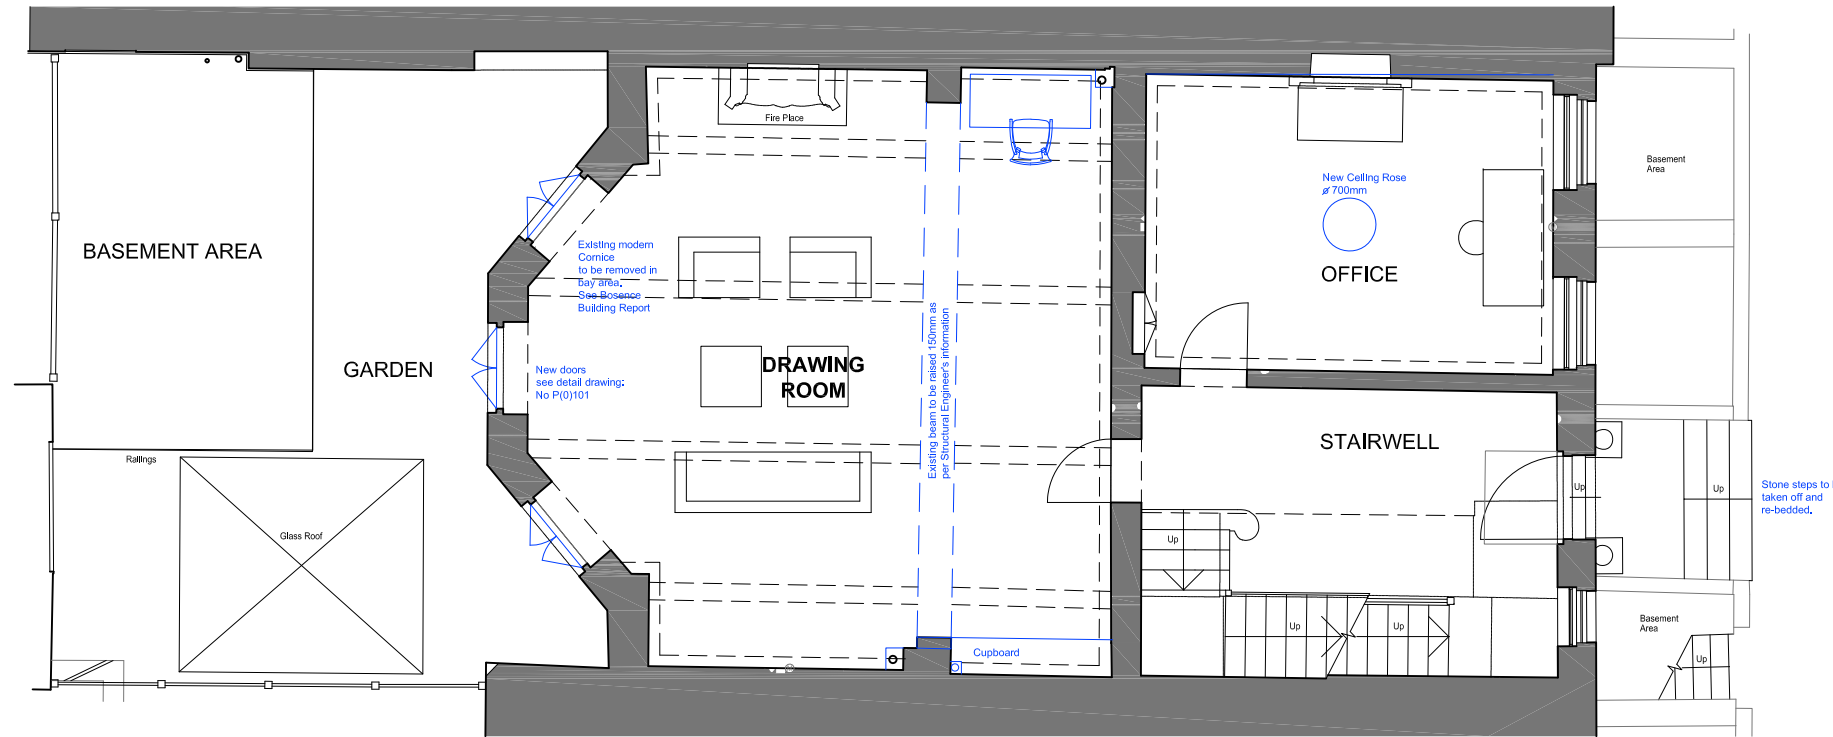 Fire Place
Basement
Area
New Ceiling Rose
ø 700mm
BASEMENT AREA
Existing modern
Cornice
to be removed in
bay area.
See Bosence
Building Report
OFFICE
Existing beam to be raised 150mm as
per Structural Engineer's information
GARDEN
New doors
see detail drawing:
No P(0)101
DRAWING
ROOM
STAIRWELL
Railings
Up
Up
Stone steps to
taken off and
re-bedded.
Glass Roof
Up
Up
Up
Basement
Area
Cupboard
Up